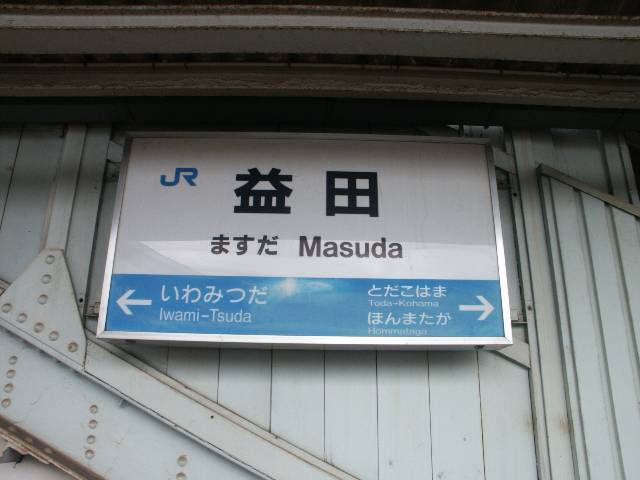 JR 益田
ますだ Masuda
← いわみつだ
Iwami-Tsuda
とだこはま →
Toda-Kohama
ほんまたが
Hommataga